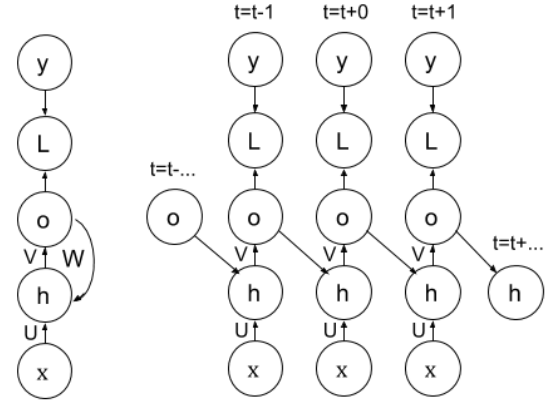 t=t-1 t=t+0 t=t+1
y y y y
L L L L
t=t-...
o o o o o
V W V V V
t=t+...
h h h h h
U U U U
x x x x